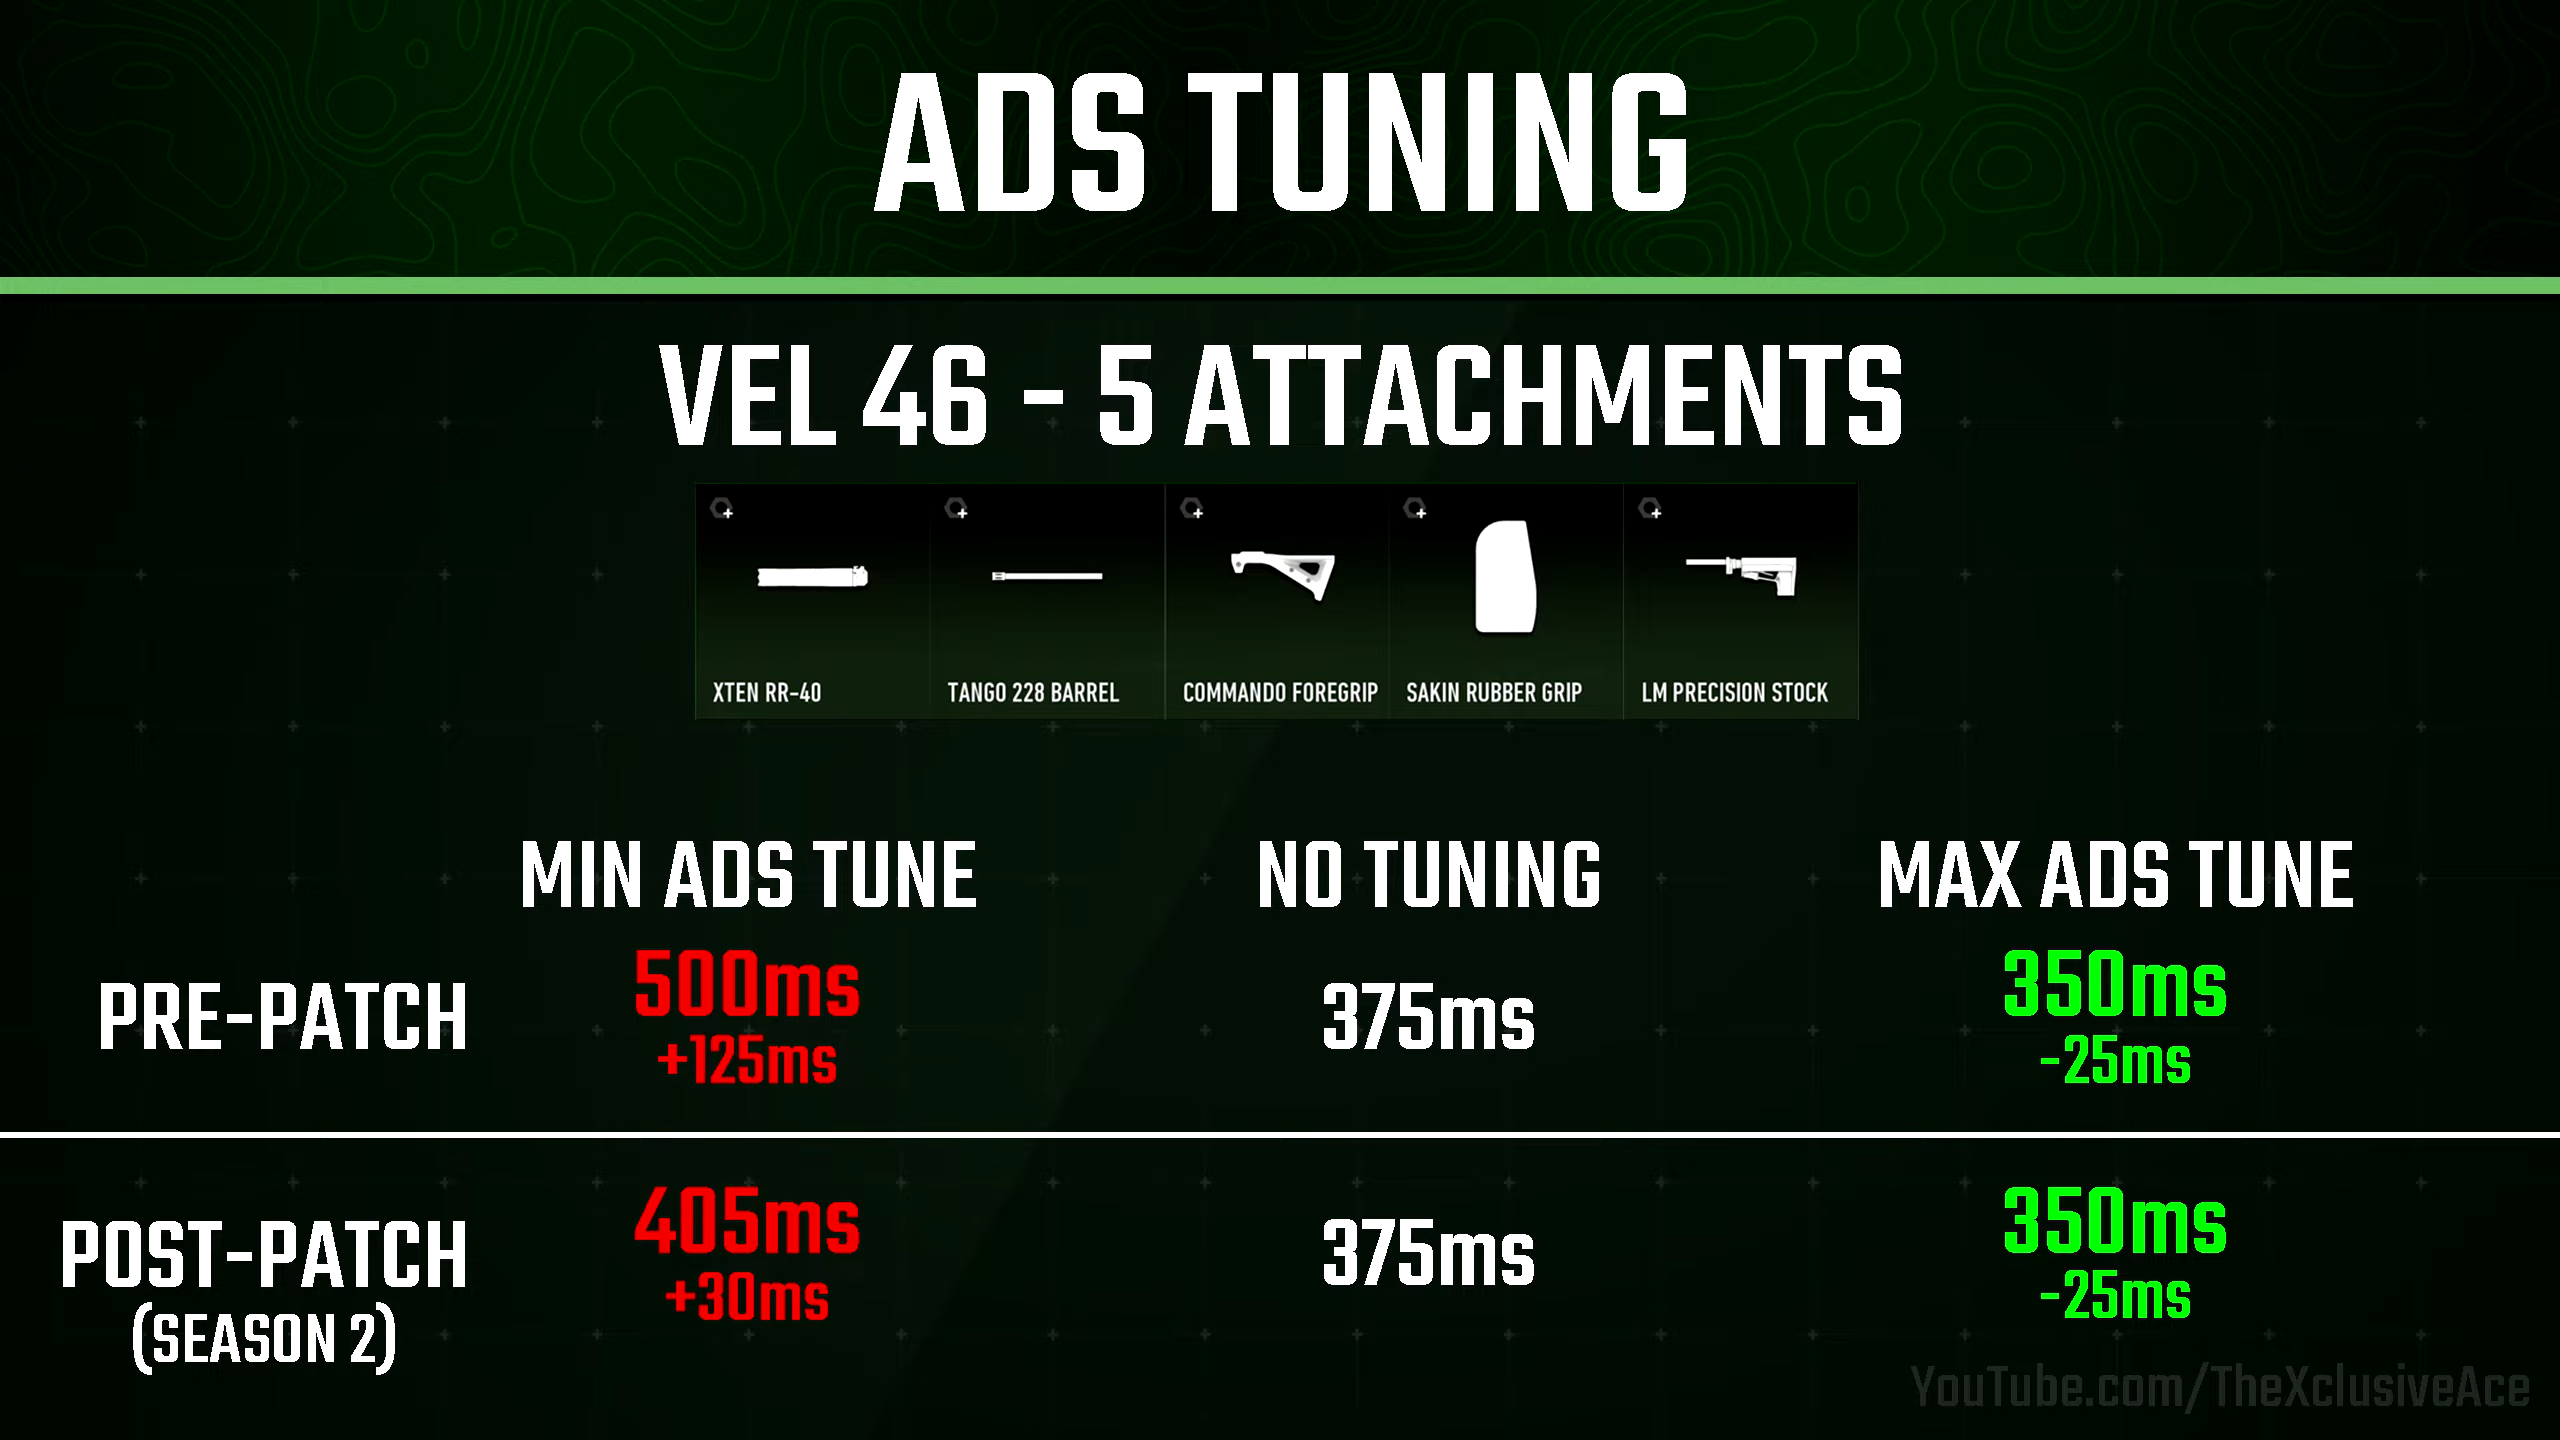 ADS TUNING
VEL 46 - 5 ATTACHMENTS
XTEN RR-40
TANGO 228 BARREL
COMMANDO FOREGRIP
SAKIN RUBBER GRIP
LM PRECISION STOCK
MIN ADS TUNE
NO TUNING
MAX ADS TUNE
PRE-PATCH
500ms
+125ms
375ms
350ms
-25ms
POST-PATCH
(SEASON 2)
405ms
+30ms
375ms
350ms
-25ms
YouTube.com/TheXclusiveAce